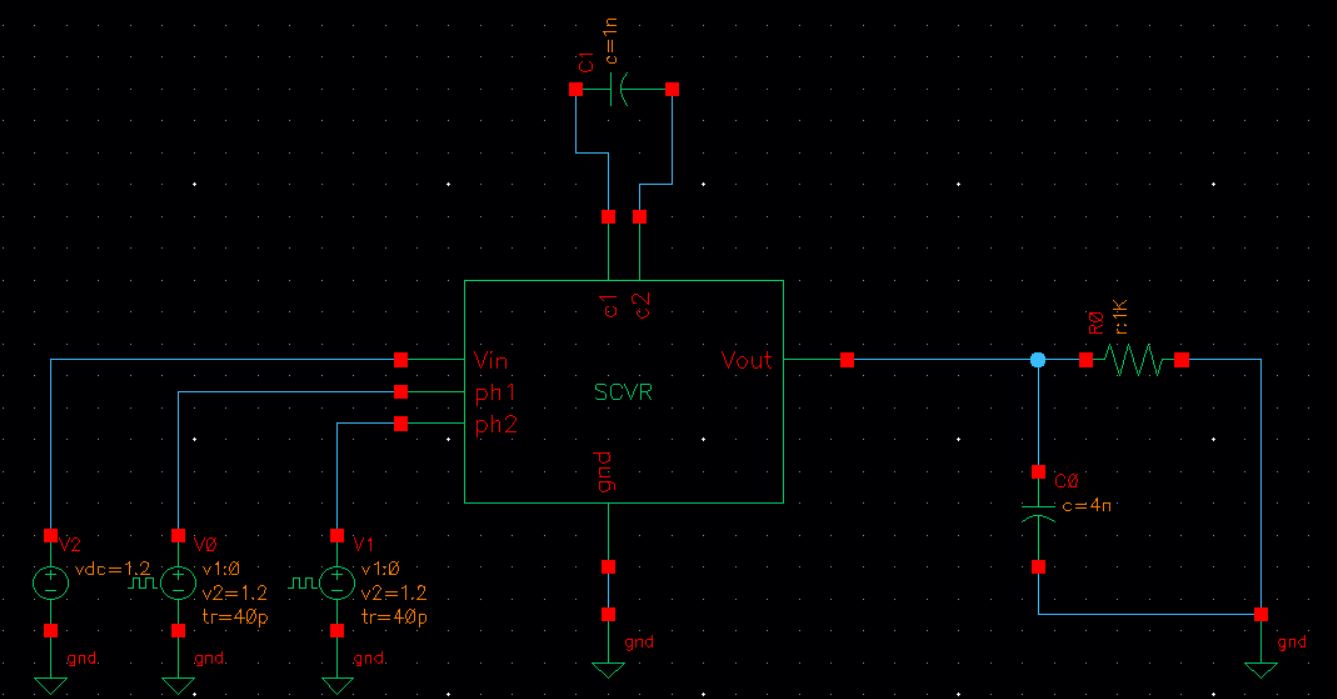 C1
c=1n
c1
c2
Vin
ph1
ph2
Vout
SCVR
gnd
R0
r:1K
C0
c=4n
V2
vdc=1.2
gnd
V0
v1:0
v2=1.2
tr=40p
gnd
V1
v1:0
v2=1.2
tr=40p
gnd
gnd
gnd